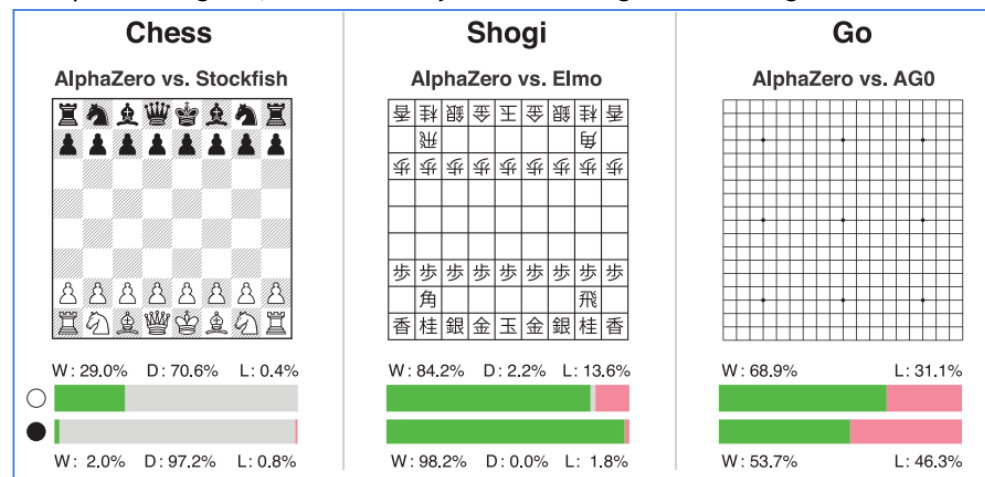 Chess
AlphaZero vs. Stockfish
W: 29.0% D: 70.6% L: 0.4%
W: 2.0% D: 97.2% L: 0.8%
Shogi
AlphaZero vs. Elmo
香桂銀金王金銀桂香
飛 角
歩歩歩歩歩歩歩歩歩
歩歩歩歩歩歩歩歩歩
角 飛
香桂銀金玉金銀桂香
W: 84.2% D: 2.2% L: 13.6%
W: 98.2% D: 0.0% L: 1.8%
Go
AlphaZero vs. AG0
W: 68.9% L: 31.1%
W: 53.7% L: 46.3%